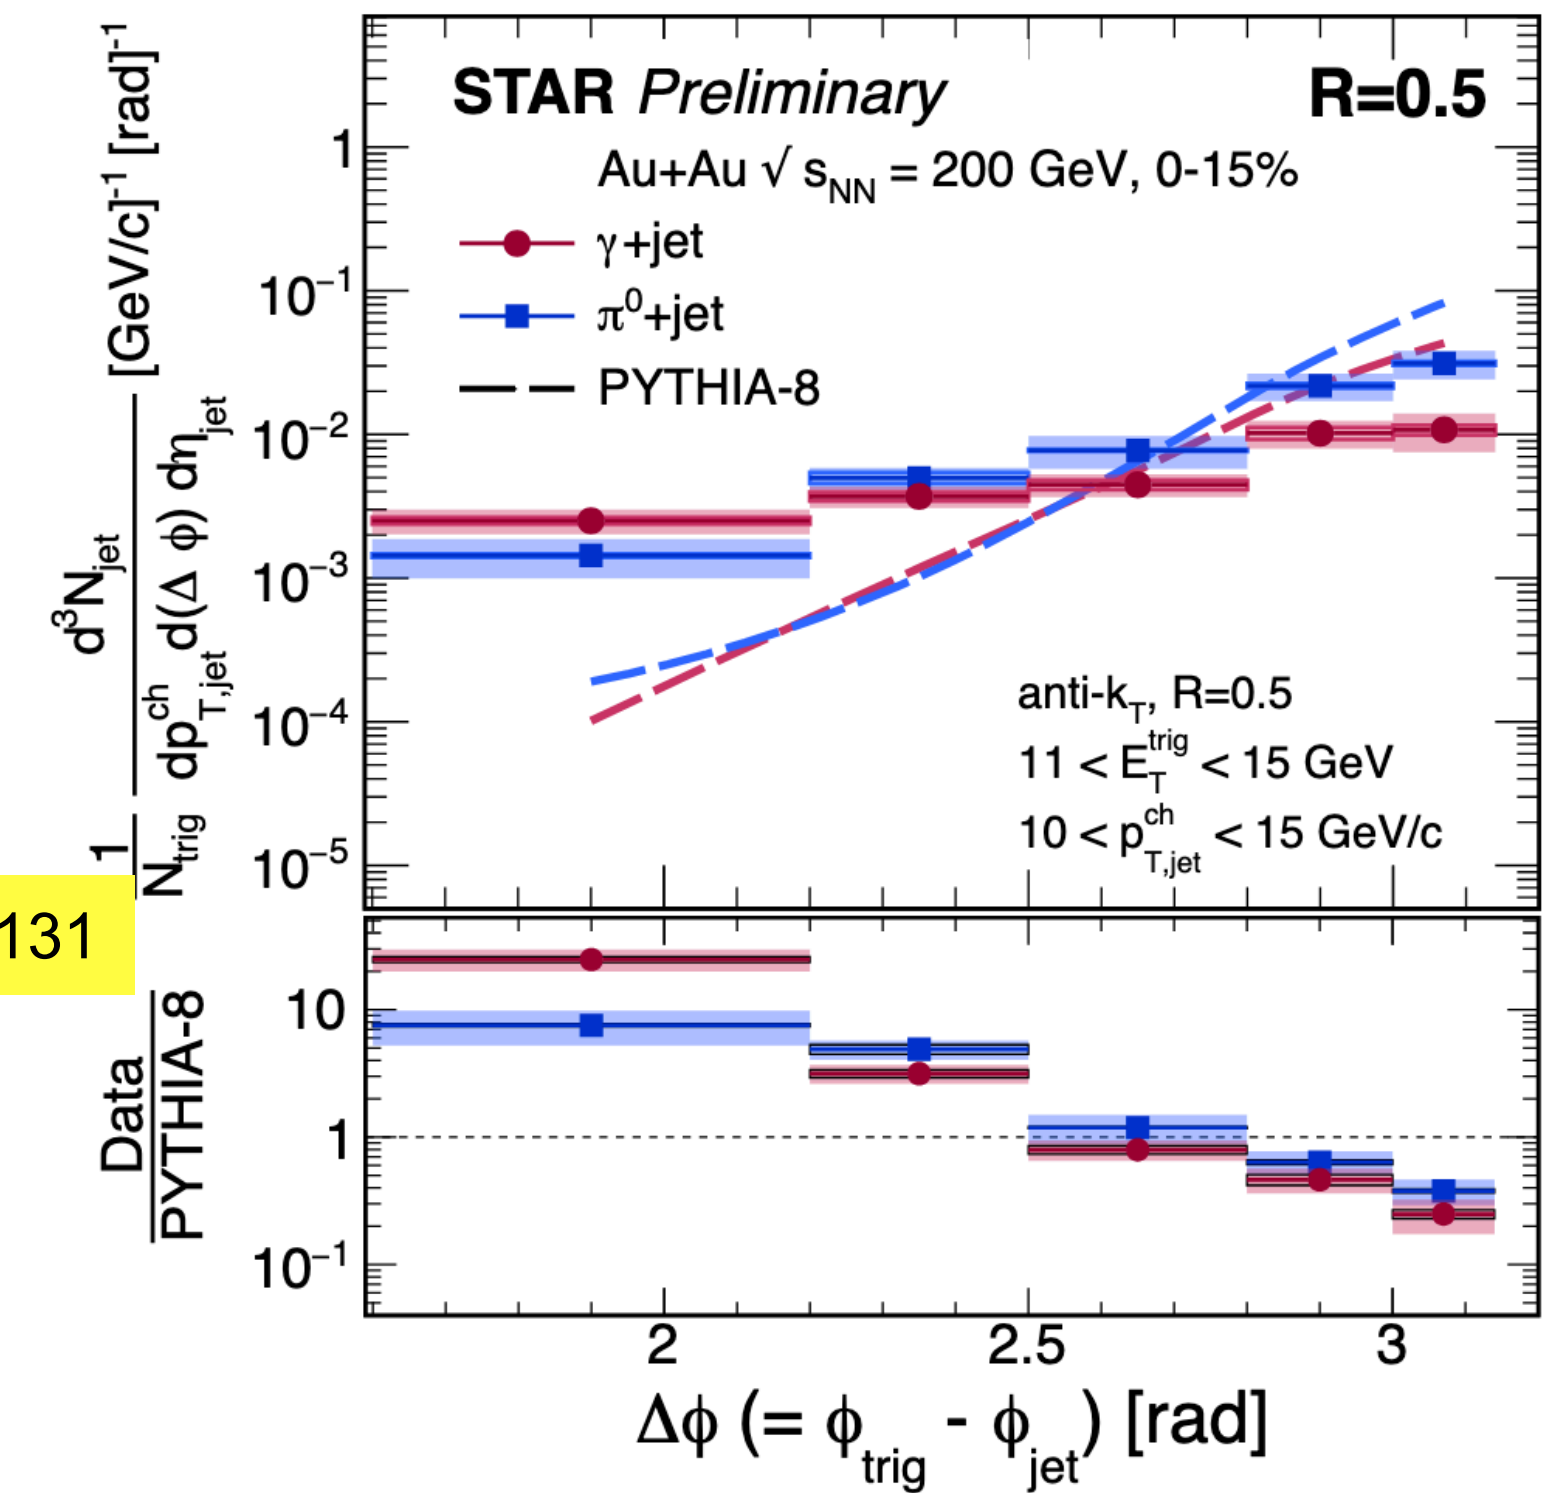 STAR Preliminary R=0.5
Au+Au √ s_NN = 200 GeV, 0-15%
γ+jet
π⁰+jet
PYTHIA-8
1
10⁻¹
10⁻²
10⁻³
10⁻⁴
10⁻⁵
1/N_trig d³N_jet / dp^ch_T,jet d(Δ ϕ) dη_jet [GeV/c]⁻¹ [rad]⁻¹
anti-k_T, R=0.5
11 < E_T^trig < 15 GeV
10 < p_T,jet^ch < 15 GeV/c
131
Data
PYTHIA-8
10
1
10⁻¹
2 2.5 3
Δϕ (= ϕ_trig - ϕ_jet) [rad]